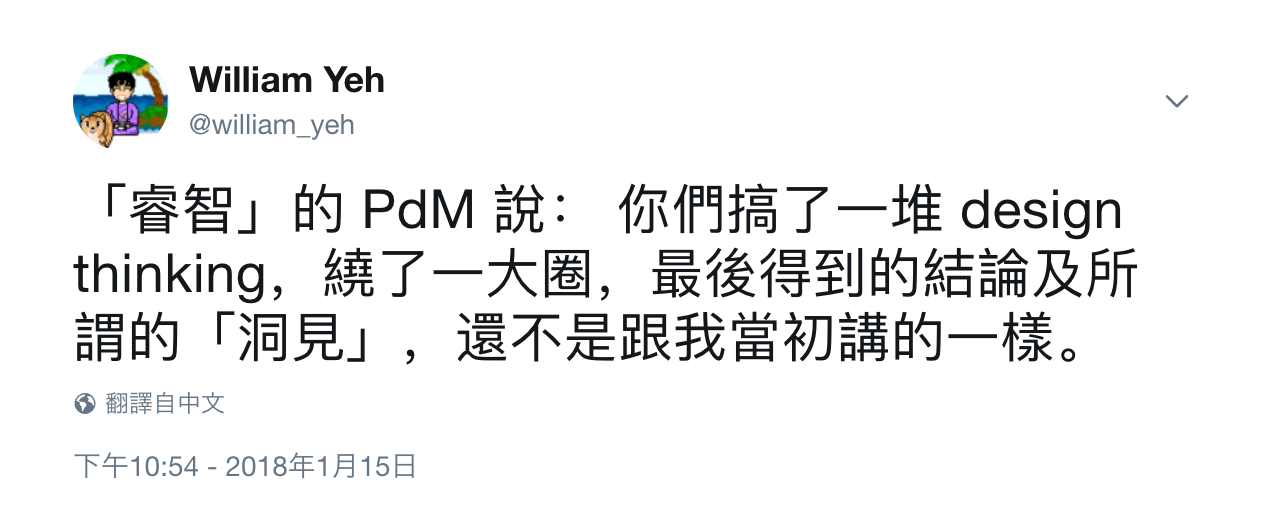 William Yeh
@william_yeh
「睿智」的 PdM 說： 你們搞了一堆 design
thinking，繞了一大圈，最後得到的結論及所
謂的「洞見」，還不是跟我當初講的一樣。
翻譯自中文
下午10:54 - 2018年1月15日